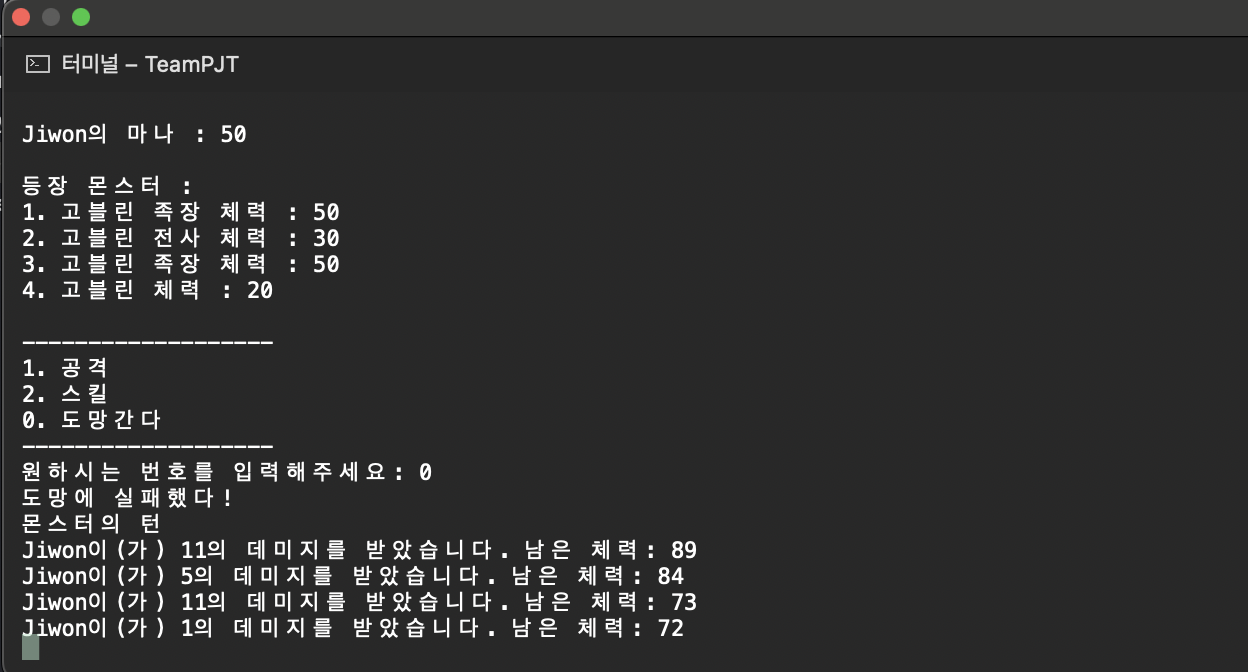 터미널 – TeamPJT
Jiwon의 마나 : 50
등장 몬스터 :
1. 고블린 족장 체력 : 50
2. 고블린 전사 체력 : 30
3. 고블린 족장 체력 : 50
4. 고블린 체력 : 20
-------------------
1. 공격
2. 스킬
0. 도망간다
-------------------
원하시는 번호를 입력해주세요: 0
도망에 실패했다!
몬스터의 턴
Jiwon이(가) 11의 데미지를 받았습니다. 남은 체력: 89
Jiwon이(가) 5의 데미지를 받았습니다. 남은 체력: 84
Jiwon이(가) 11의 데미지를 받았습니다. 남은 체력: 73
Jiwon이(가) 1의 데미지를 받았습니다. 남은 체력: 72